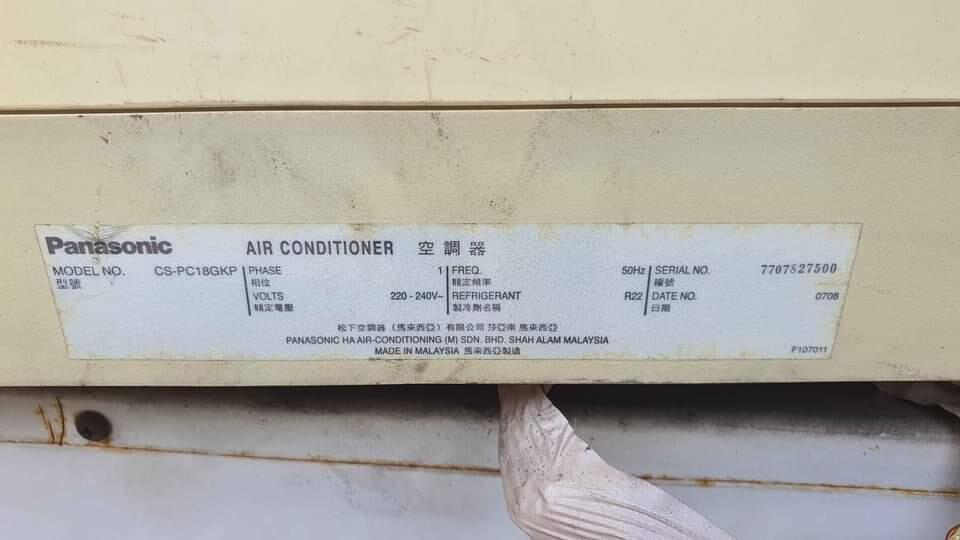 Panasonic AIR CONDITIONER 空調器
MODEL NO. CS-PC18GKP PHASE 1 FREQ. 50Hz SERIAL NO. 7707827500
型號 相位 額定頻率 編號
VOLTS 220 - 240V~ REFRIGERANT R22 DATE NO. 0708
額定電壓 製冷劑名稱 日期
松下空調器（馬來西亞）有限公司 莎亞南 馬來西亞
PANASONIC HA AIR-CONDITIONING (M) SDN. BHD. SHAH ALAM MALAYSIA
MADE IN MALAYSIA 馬來西亞製造
F107011